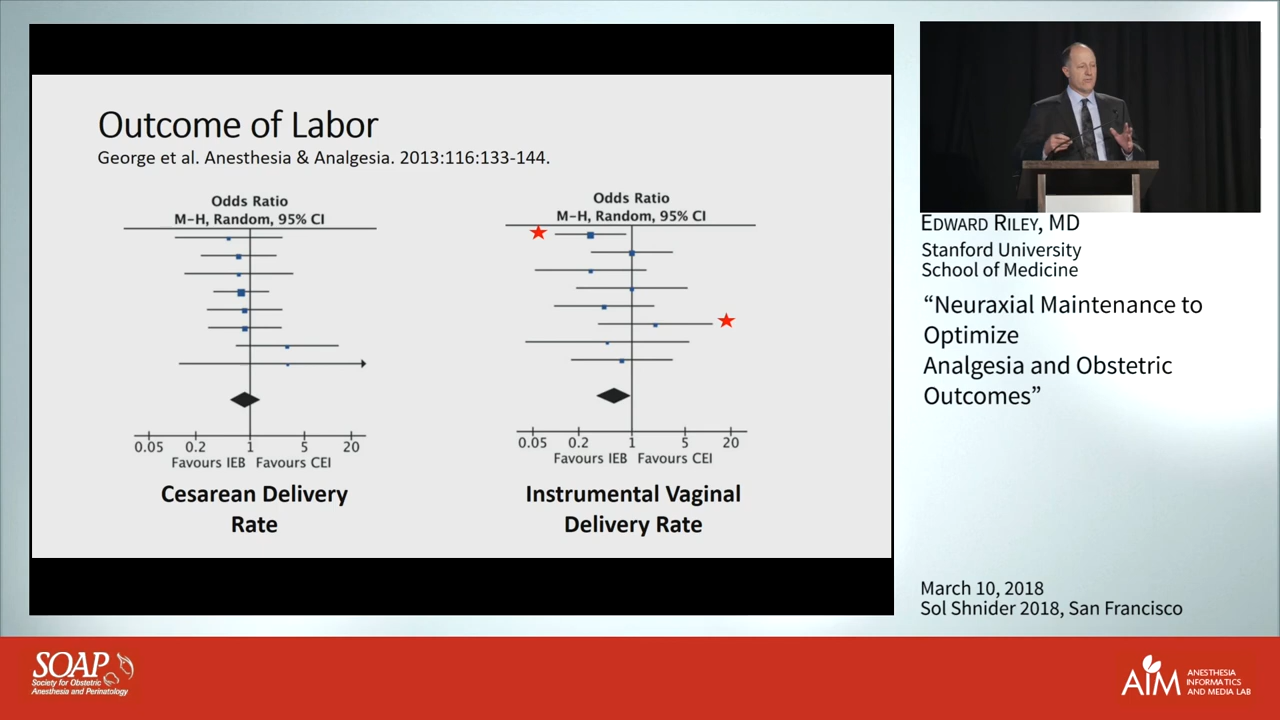 Outcome of Labor
George et al. Anesthesia & Analgesia. 2013:116:133-144.
Odds Ratio
M-H, Random, 95% CI
0.05 0.2 1 5 20
Favours IEB Favours CEI
Cesarean Delivery
Rate
Odds Ratio
M-H, Random, 95% CI
0.05 0.2 1 5 20
Favours IEB Favours CEI
Instrumental Vaginal
Delivery Rate
EDWARD RILEY, MD
Stanford University
School of Medicine
“Neuraxial Maintenance to
Optimize
Analgesia and Obstetric
Outcomes”
March 10, 2018
Sol Shnider 2018, San Francisco
SOAP
Society for Obstetric
Anesthesia and Perinatology
AIM
ANESTHESIA
INFORMATICS
AND MEDIA LAB